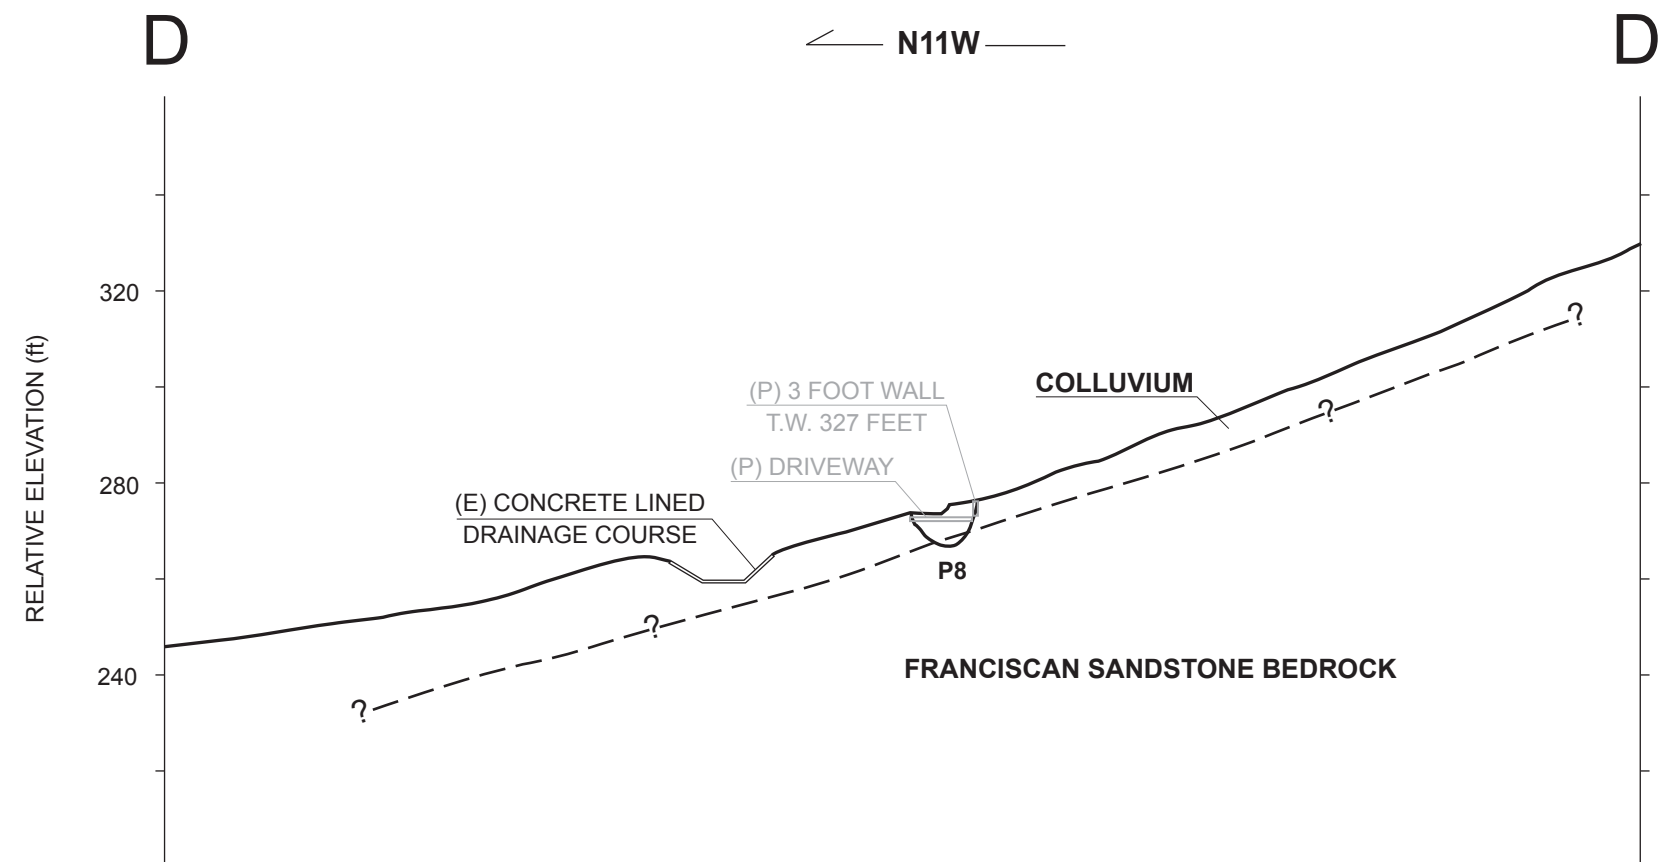 D
N11W
D
320
RELATIVE ELEVATION (ft)
(P) 3 FOOT WALL
T.W. 327 FEET
COLLUVIUM
(P) DRIVEWAY
280
(E) CONCRETE LINED
DRAINAGE COURSE
P8
240
FRANCISCAN SANDSTONE BEDROCK
?
?
?
?